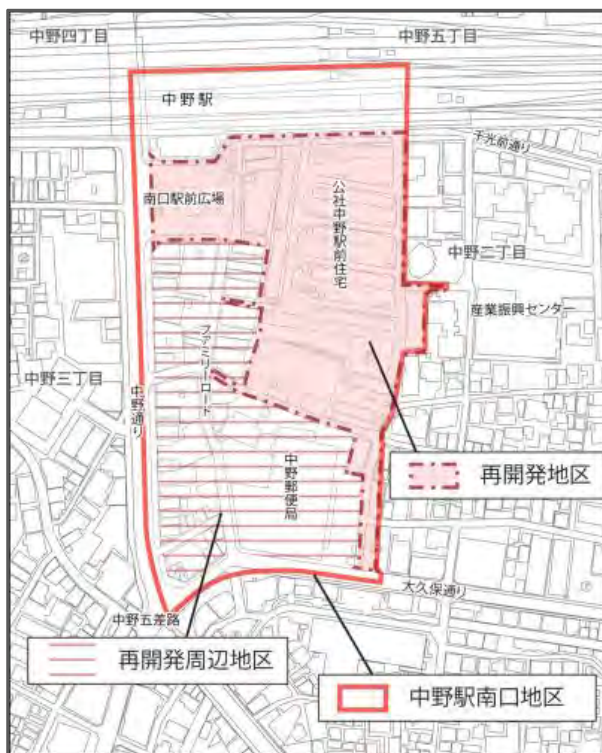 中野四丁目
中野五丁目
中野駅
千光前通り
南口駅前広場
公社中野駅前住宅
中野二丁目
産業振興センター
ファミリーロード
中野三丁目
中野通り
再開発地区
中野郵便局
大久保通り
中野五差路
再開発周辺地区
中野駅南口地区